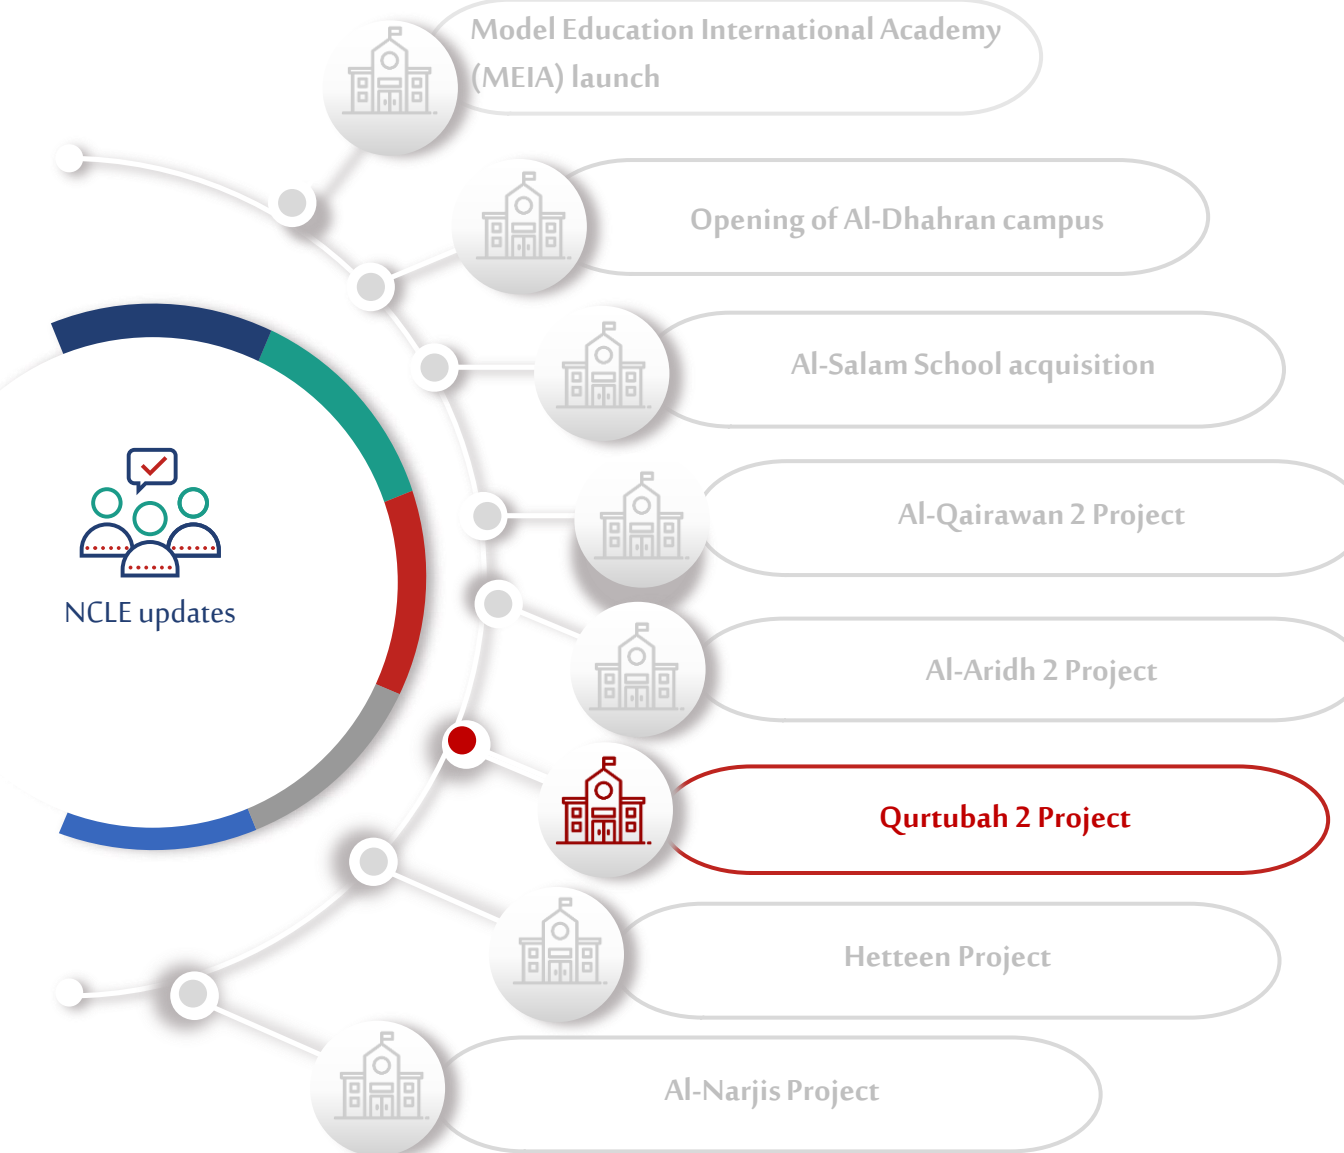 Model Education International Academy
(MEIA) launch
Opening of Al-Dhahran campus
Al-Salam School acquisition
Al-Qairawan 2 Project
NCLE updates
Al-Aridh 2 Project
Qurtubah 2 Project
Hetteen Project
Al-Narjis Project